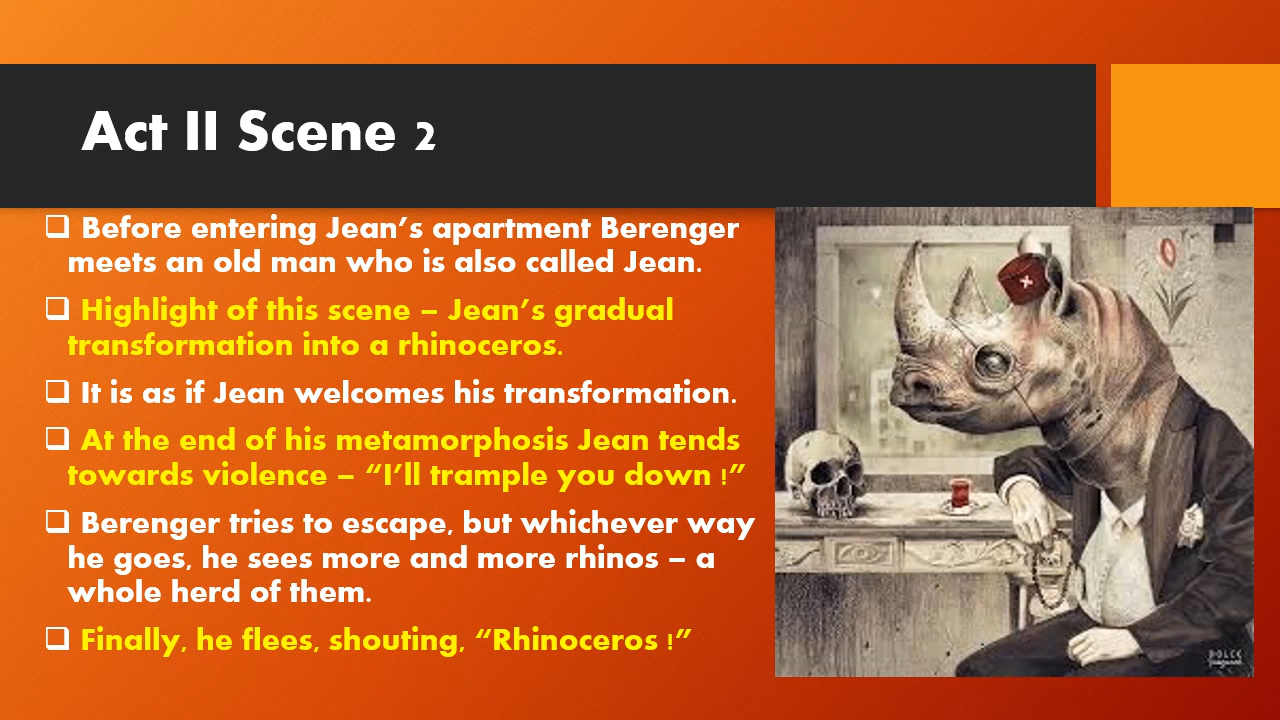 Act II Scene 2
❑ Before entering Jean’s apartment Berenger
meets an old man who is also called Jean.
❑ Highlight of this scene – Jean’s gradual
transformation into a rhinoceros.
❑ It is as if Jean welcomes his transformation.
❑ At the end of his metamorphosis Jean tends
towards violence – “I’ll trample you down !”
❑ Berenger tries to escape, but whichever way
he goes, he sees more and more rhinos – a
whole herd of them.
❑ Finally, he flees, shouting, “Rhinoceros !”
DOLCE